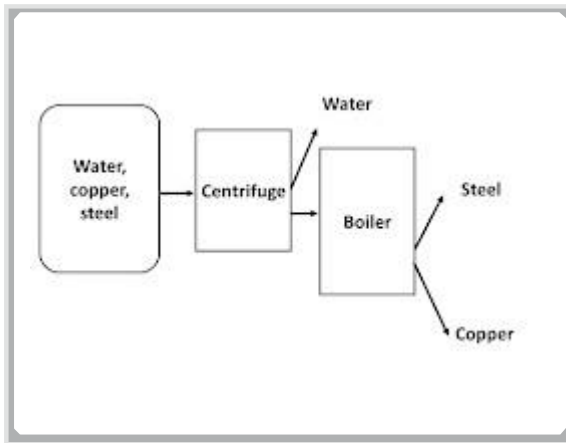 Water,
copper,
steel
Centrifuge
Water
Boiler
Steel
Copper